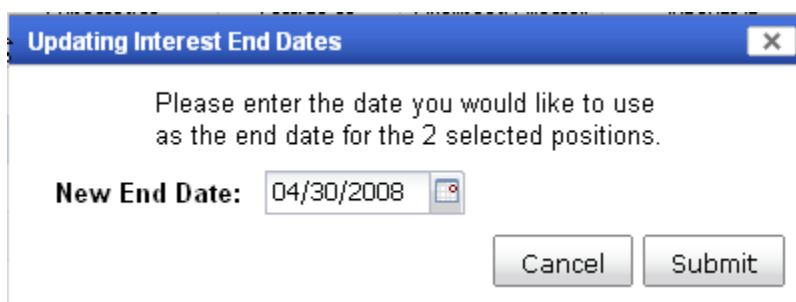 Updating Interest End Dates
Please enter the date you would like to use
as the end date for the 2 selected positions.
New End Date: 04/30/2008
Cancel Submit